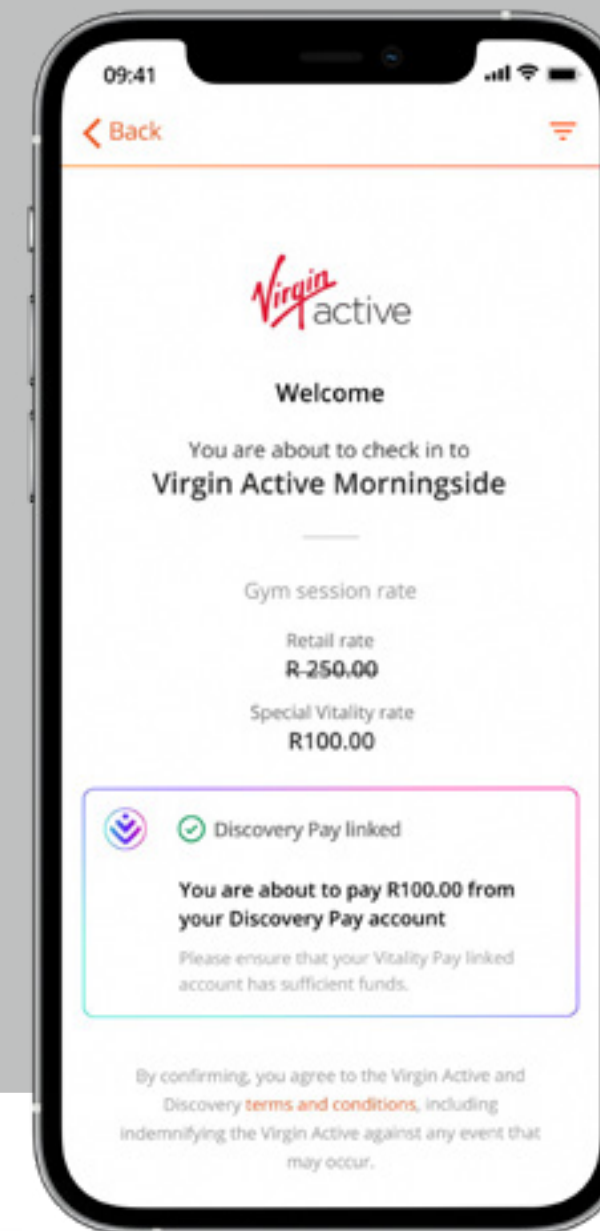 09:41
Back
Virgin
active
Welcome
You are about to check in to
Virgin Active Morningside
Gym session rate
Retail rate
R 250.00
Special Vitality rate
R100.00
Discovery Pay linked
You are about to pay R100.00 from
your Discovery Pay account
Please ensure that your Vitality Pay linked
account has sufficient funds.
By confirming, you agree to the Virgin Active and
Discovery terms and conditions, including
indemnifying the Virgin Active against any event that
may occur.